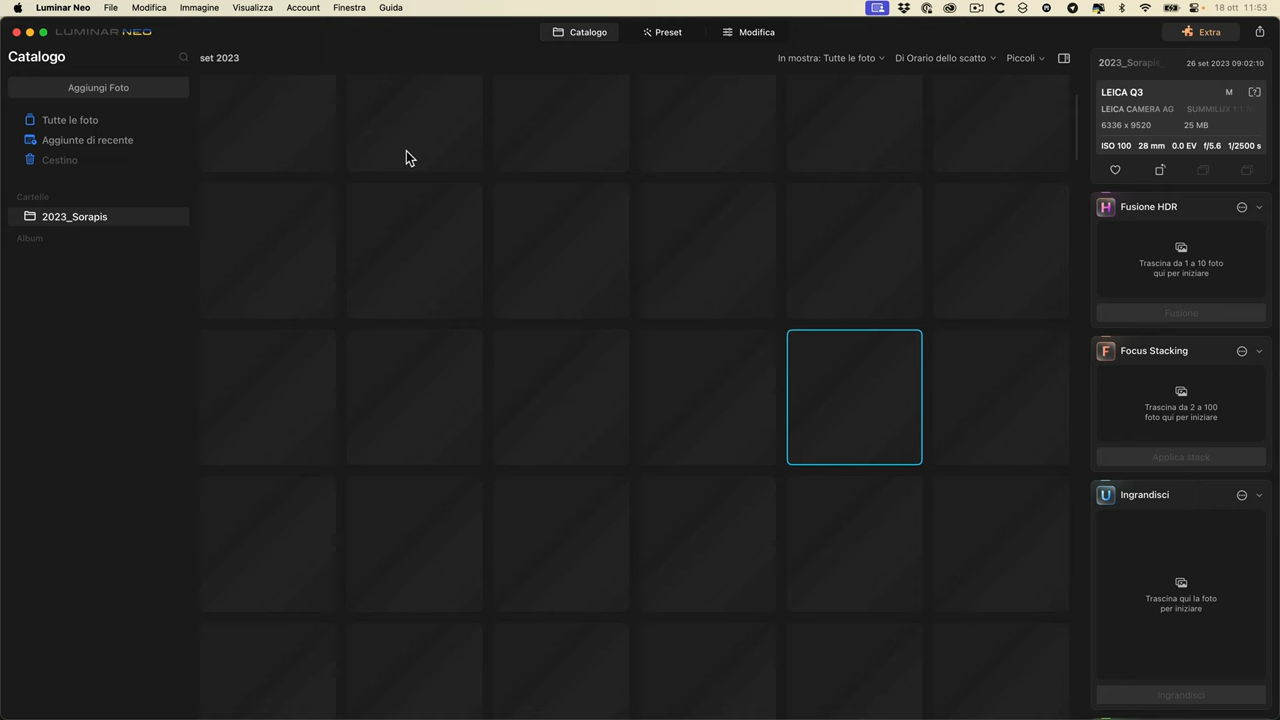 Luminar Neo File Modifica Immagine Visualizza Account Finestra Guida 18 ott 11:53
LUMINAR NEO Catalogo Preset Modifica Extra
Catalogo
set 2023 In mostra: Tutte le foto Di Orario dello scatto Piccoli
2023_Sorapis 26 set 2023 09:02:10
Aggiungi Foto
LEICA Q3 M
LEICA CAMERA AG SUMMILUX 1:1
6336 x 9520 25 MB
ISO 100 28 mm 0.0 EV f/5.6 1/2500 s
Tutte le foto
Aggiunte di recente
Cestino
Cartelle
2023_Sorapis
Album
Fusione HDR
Trascina da 1 a 10 foto
qui per iniziare
Fusione
Focus Stacking
Trascina da 2 a 100
foto qui per iniziare
Applica stack
Ingrandisci
Trascina qui la foto
per iniziare
Ingrandisci